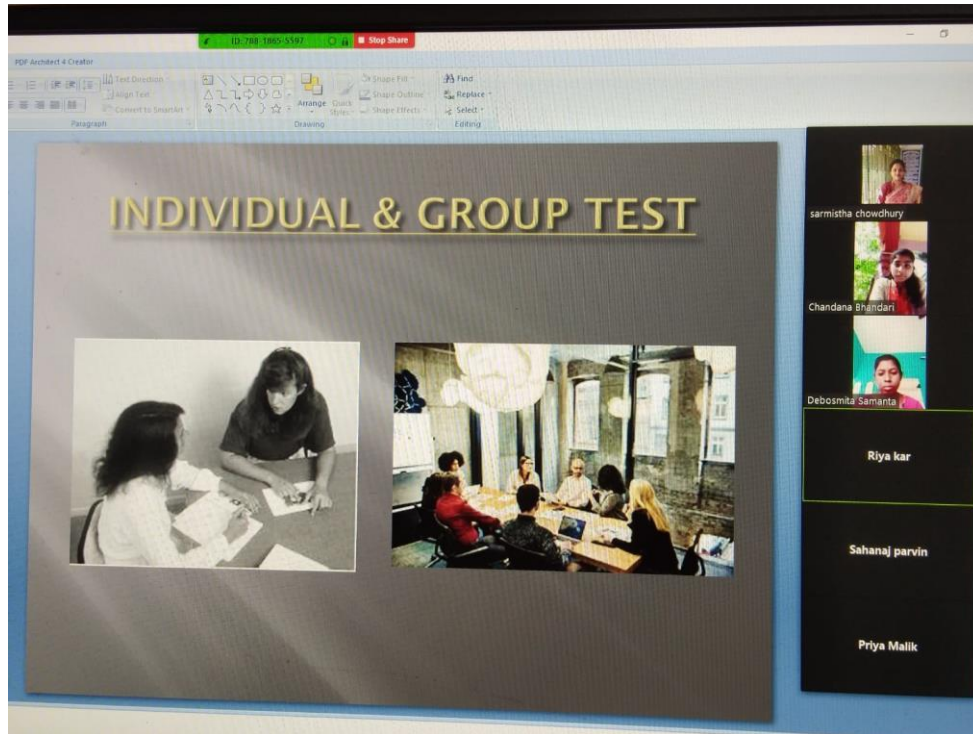 ID: 788-1865-5597 Stop Share
PDF Architect 4 Creator
Text Direction
Align Text
Convert to SmartArt
Paragraph
Arrange
Quick Styles
Shape Fill
Shape Outline
Shape Effects
Drawing
Find
Replace
Select
Editing
INDIVIDUAL & GROUP TEST
sarmistha chowdhury
Chandana Bhandari
Debosmita Samanta
Riya kar
Sahanaj parvin
Priya Malik